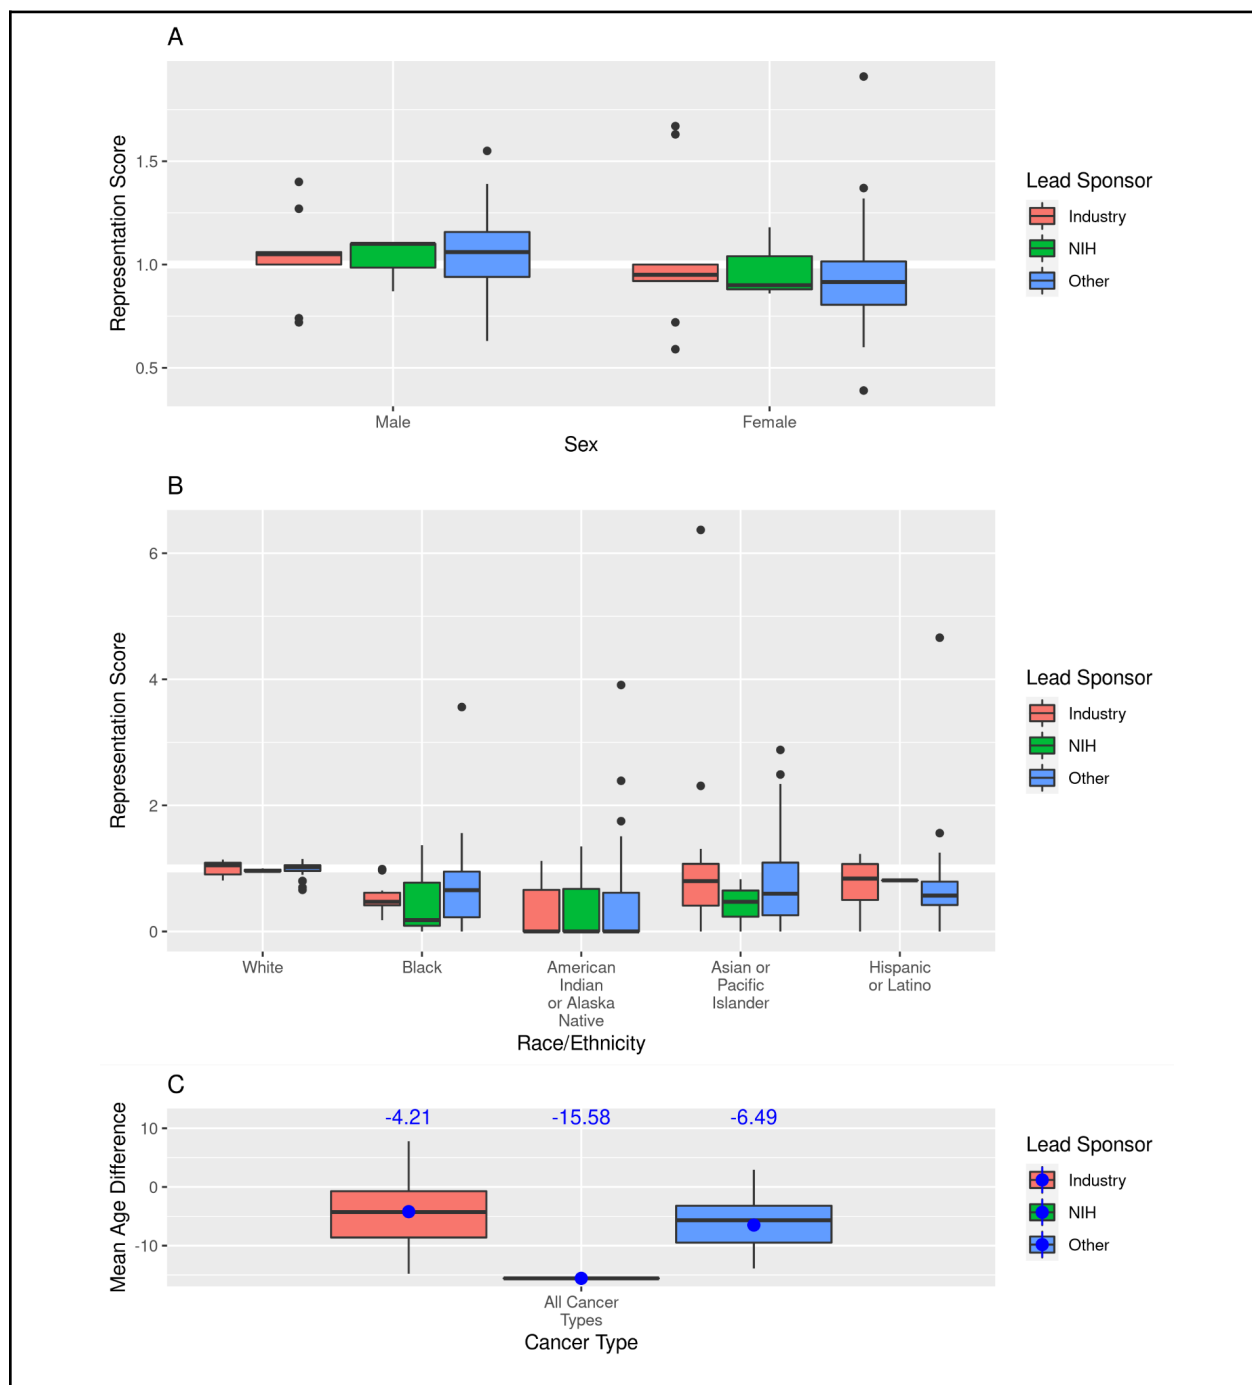 A
Representation Score
1.5
1.0
0.5
Male
Female
Sex
Lead Sponsor
Industry
NIH
Other
B
Representation Score
6
4
2
0
White
Black
American
Indian
or Alaska
Native
Asian or
Pacific
Islander
Hispanic
or Latino
Race/Ethnicity
Lead Sponsor
Industry
NIH
Other
C
Mean Age Difference
10
0
-10
-4.21
-15.58
-6.49
All Cancer
Types
Cancer Type
Lead Sponsor
Industry
NIH
Other